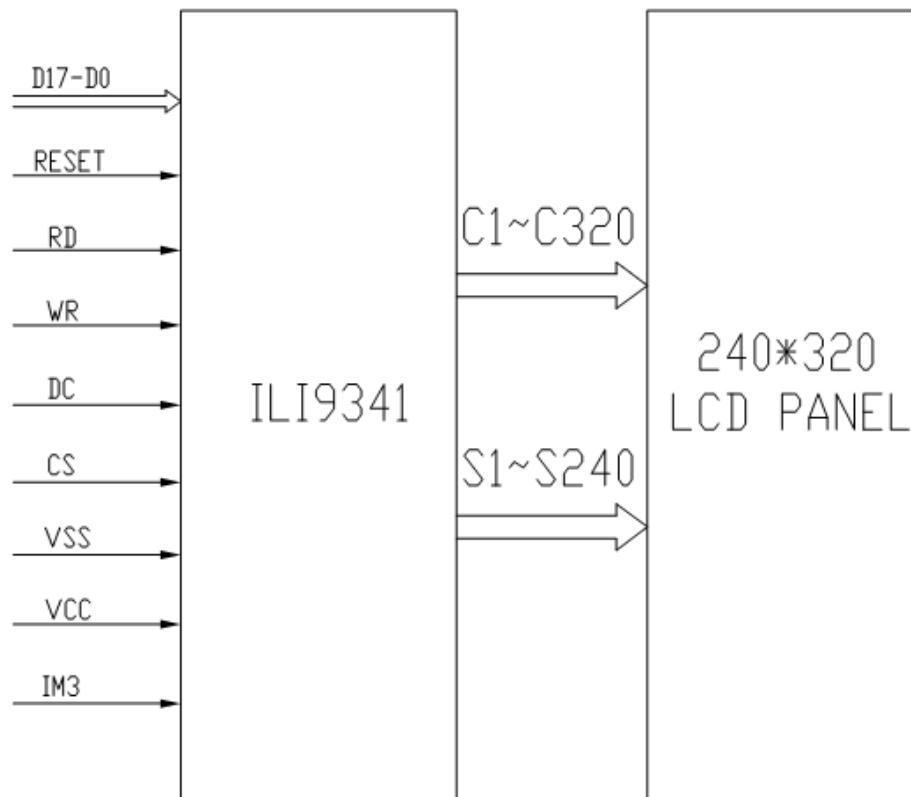 D17-D0
RESET
RD
WR
DC
CS
VSS
VCC
IM3
ILI9341
C1~C320
S1~S240
240*320
LCD PANEL